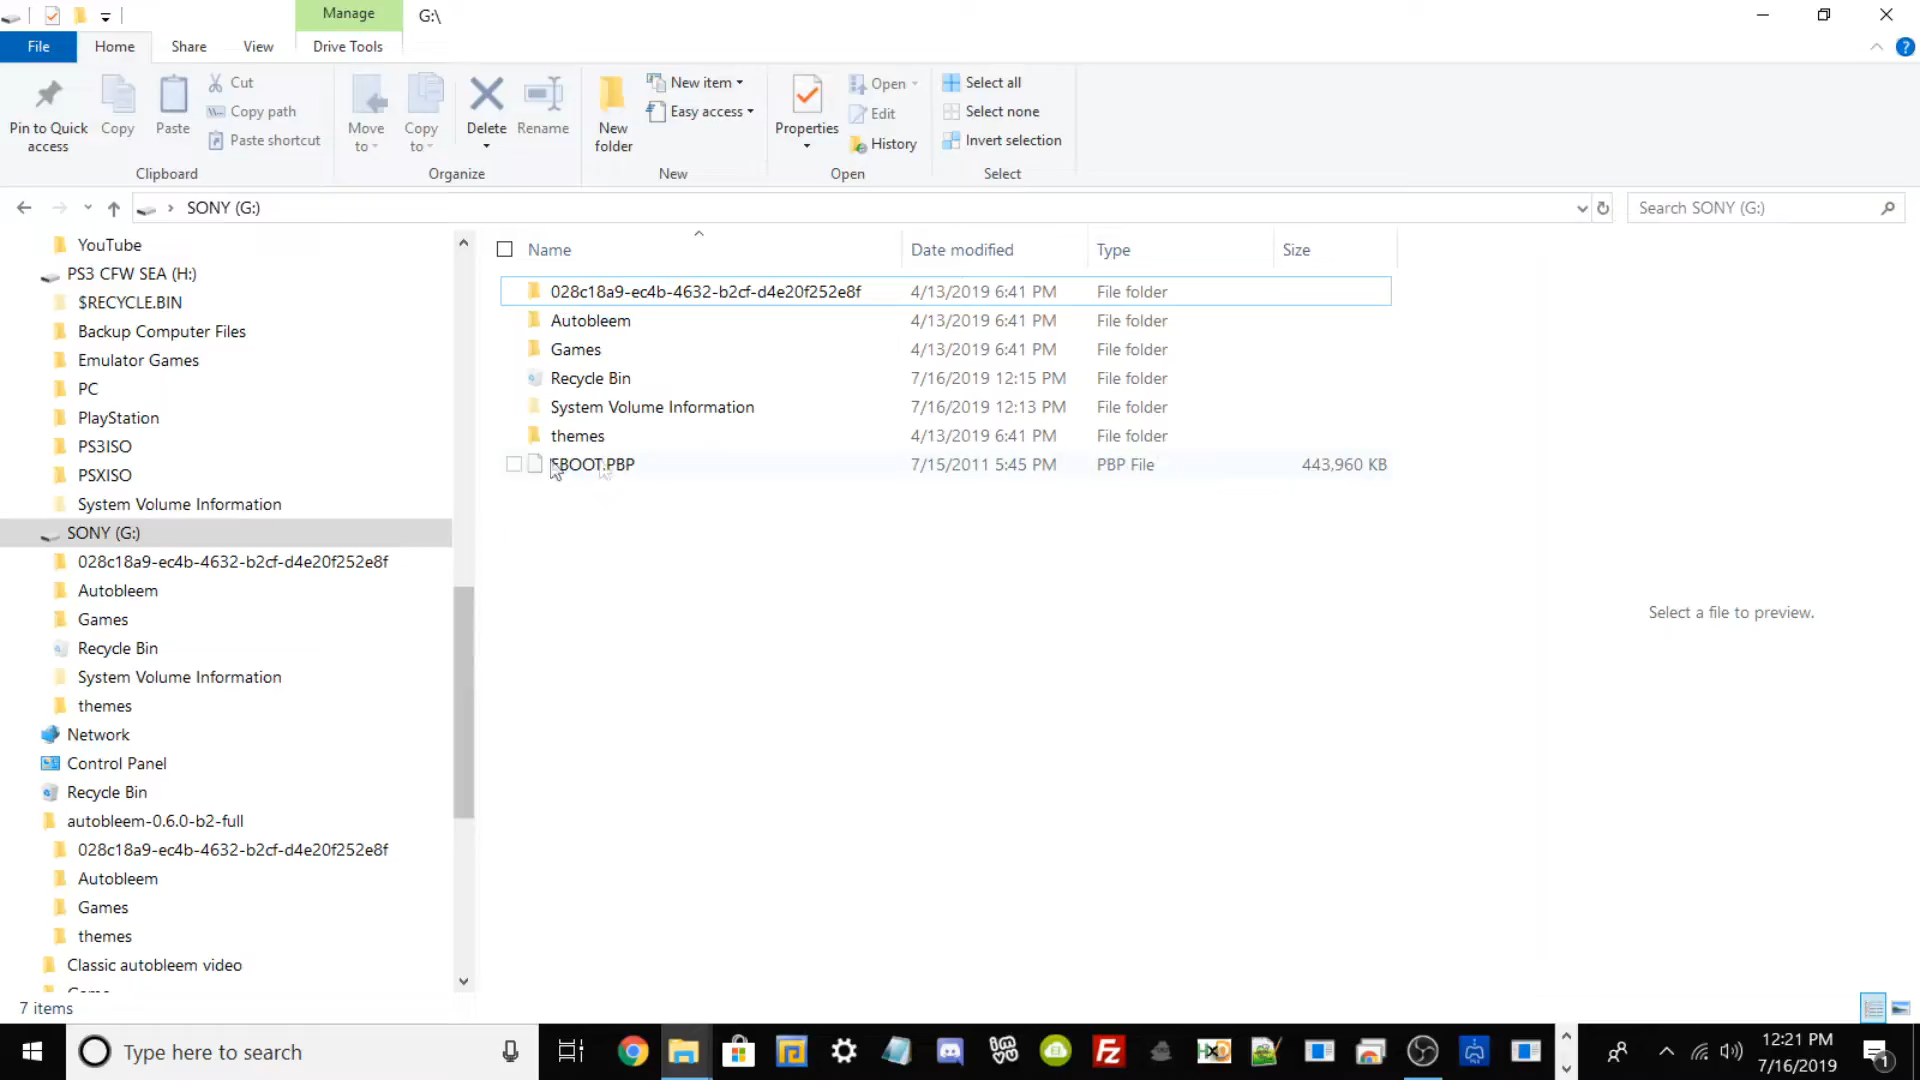 Manage
G:\
File
Home
Share
View
Drive Tools
Pin to Quick access
Copy
Paste
Cut
Copy path
Paste shortcut
Clipboard
Move to
Copy to
Delete
Rename
Organize
New folder
New item
Easy access
New
Properties
Open
Edit
History
Open
Select all
Select none
Invert selection
Select
SONY (G:)
Search SONY (G:)
YouTube
PS3 CFW SEA (H:)
$RECYCLE.BIN
Backup Computer Files
Emulator Games
PC
PlayStation
PS3ISO
PSXISO
System Volume Information
SONY (G:)
028c18a9-ec4b-4632-b2cf-d4e20f252e8f
Autobleem
Games
Recycle Bin
System Volume Information
themes
Network
Control Panel
Recycle Bin
autobleem-0.6.0-b2-full
028c18a9-ec4b-4632-b2cf-d4e20f252e8f
Autobleem
Games
themes
Classic autobleem video
Name Date modified Type Size
028c18a9-ec4b-4632-b2cf-d4e20f252e8f 4/13/2019 6:41 PM File folder
Autobleem 4/13/2019 6:41 PM File folder
Games 4/13/2019 6:41 PM File folder
Recycle Bin 7/16/2019 12:15 PM File folder
System Volume Information 7/16/2019 12:13 PM File folder
themes 4/13/2019 6:41 PM File folder
EBOOT.PBP 7/15/2011 5:45 PM PBP File 443,960 KB
Select a file to preview.
7 items
Type here to search
12:21 PM
7/16/2019
1